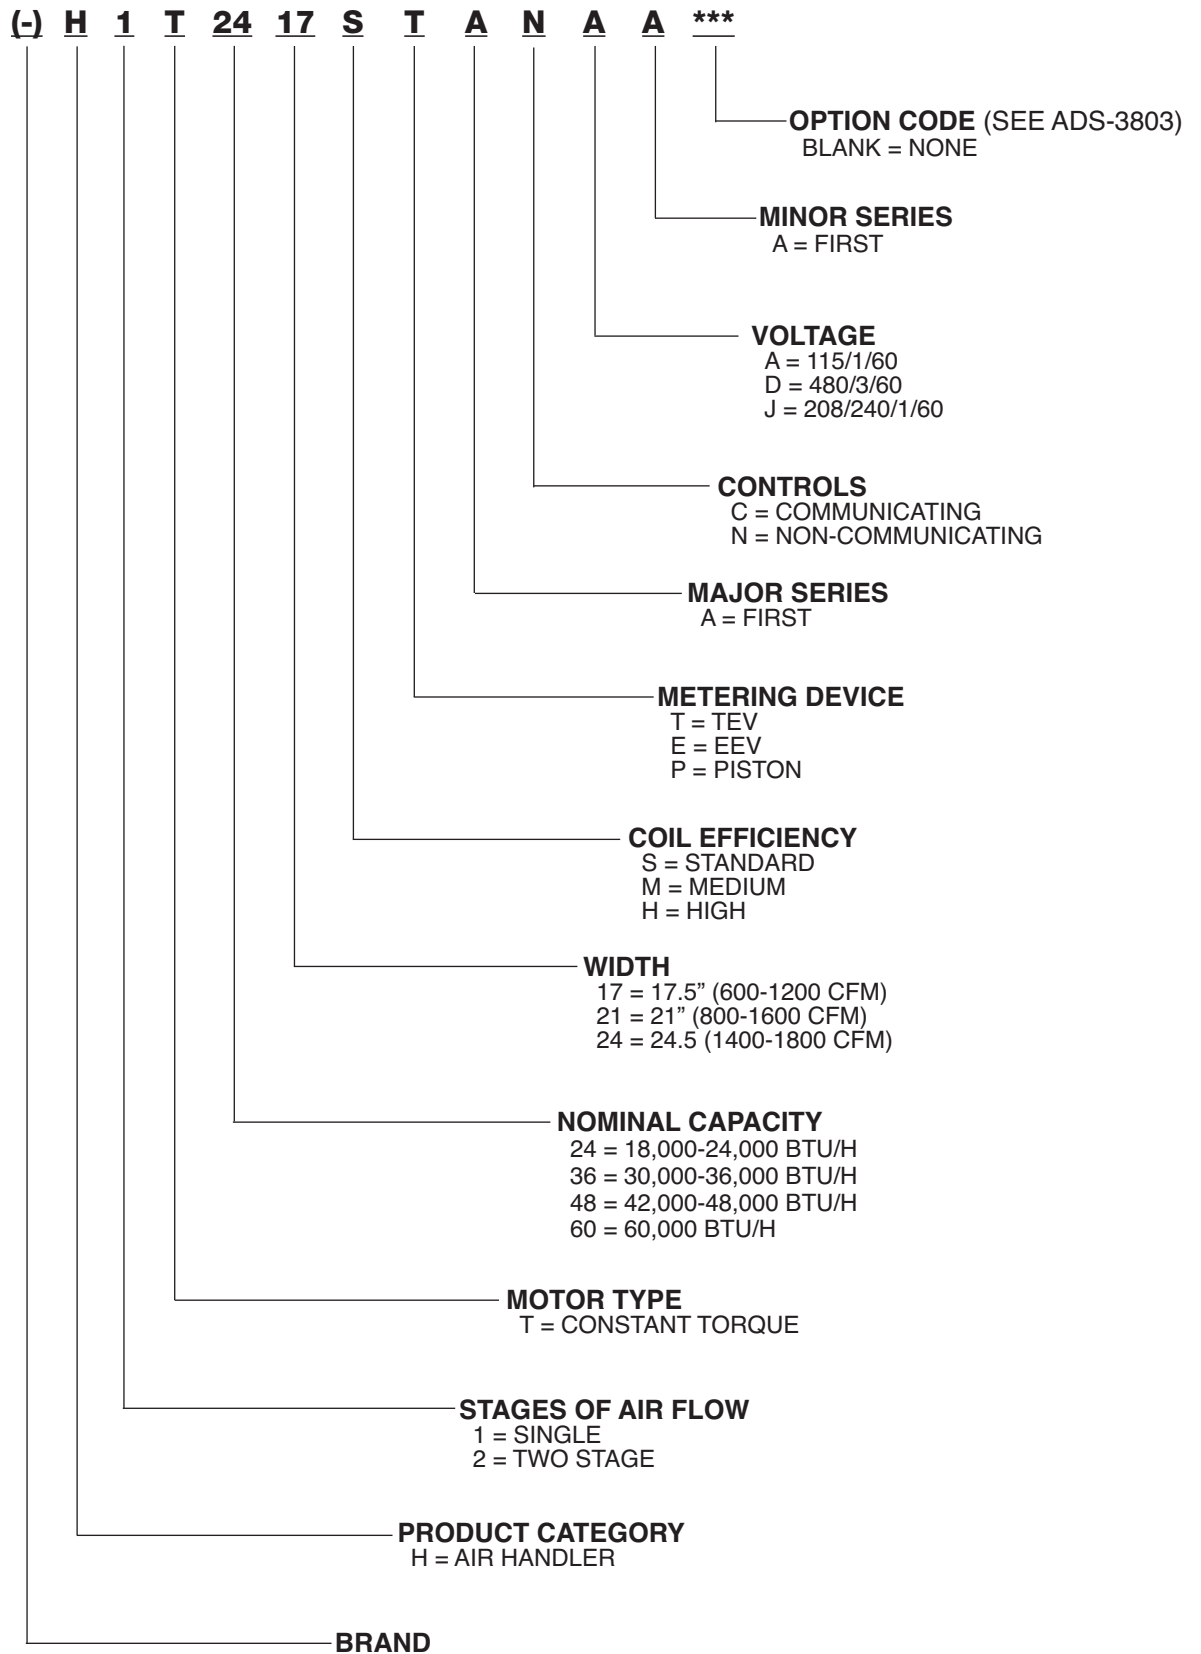 (-) H 1 T 24 17 S T A N A A ***
OPTION CODE (SEE ADS-3803)
BLANK = NONE
MINOR SERIES
A = FIRST
VOLTAGE
A = 115/1/60
D = 480/3/60
J = 208/240/1/60
CONTROLS
C = COMMUNICATING
N = NON-COMMUNICATING
MAJOR SERIES
A = FIRST
METERING DEVICE
T = TEV
E = EEV
P = PISTON
COIL EFFICIENCY
S = STANDARD
M = MEDIUM
H = HIGH
WIDTH
17 = 17.5” (600-1200 CFM)
21 = 21” (800-1600 CFM)
24 = 24.5 (1400-1800 CFM)
NOMINAL CAPACITY
24 = 18,000-24,000 BTU/H
36 = 30,000-36,000 BTU/H
48 = 42,000-48,000 BTU/H
60 = 60,000 BTU/H
MOTOR TYPE
T = CONSTANT TORQUE
STAGES OF AIR FLOW
1 = SINGLE
2 = TWO STAGE
PRODUCT CATEGORY
H = AIR HANDLER
BRAND